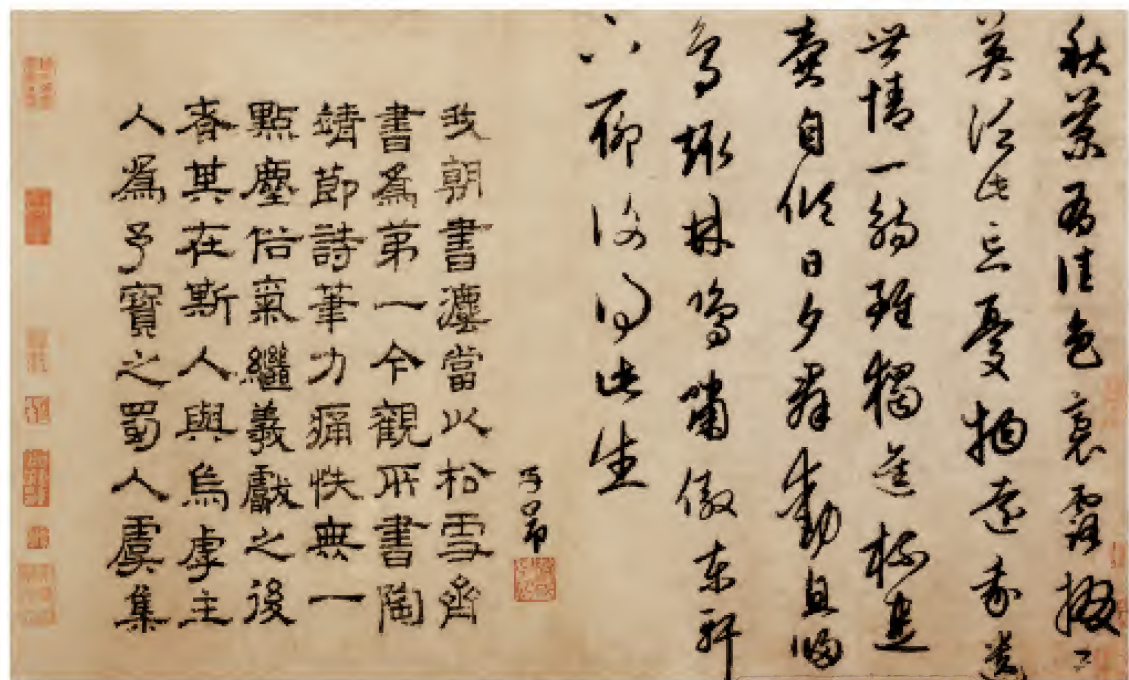 秋菊有佳色裛露掇其
英泛此忘憂物遠我遺
世情一觴雖獨進杯盡
壺自傾日夕群動息歸
鳥趨林鳴嘯傲東軒
下聊復得此生
子昂
我朝書灋當以松雪齋
書爲第一今觀所書陶
靖節詩筆力痛快無一
點塵俗氣繼羲獻之後
者其在斯人與烏虖主
人爲予寶之蜀人虞集